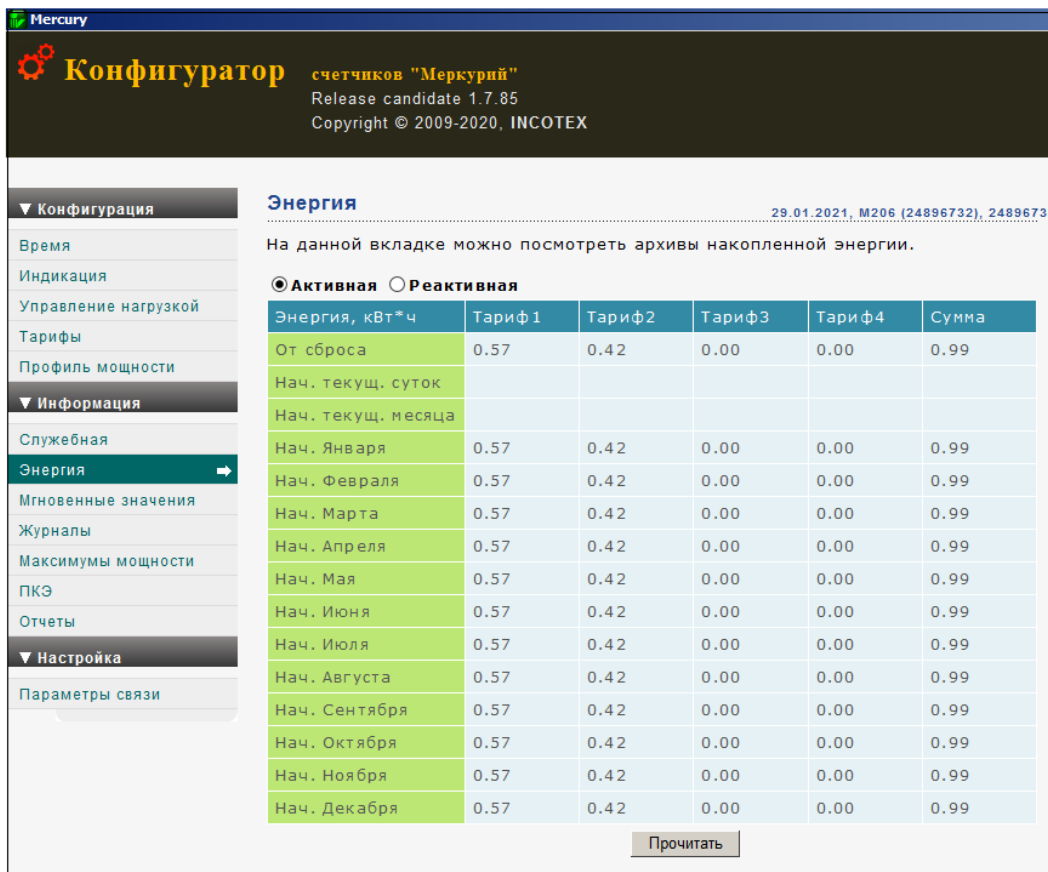 Mercury
Конфигуратор счетчиков "Меркурий"
Release candidate 1.7.85
Copyright © 2009-2020, INCOTEX
▼ Конфигурация
Время
Индикация
Управление нагрузкой
Тарифы
Профиль мощности
▼ Информация
Служебная
Энергия
Мгновенные значения
Журналы
Максимумы мощности
ПКЭ
Отчеты
▼ Настройка
Параметры связи
Энергия
29.01.2021, M206 (24896732), 2489673
На данной вкладке можно посмотреть архивы накопленной энергии.
Активная Реактивная
Энергия, кВт*ч Тариф1 Тариф2 Тариф3 Тариф4 Сумма
От сброса 0.57 0.42 0.00 0.00 0.99
Нач. текущ. суток
Нач. текущ. месяца
Нач. Января 0.57 0.42 0.00 0.00 0.99
Нач. Февраля 0.57 0.42 0.00 0.00 0.99
Нач. Марта 0.57 0.42 0.00 0.00 0.99
Нач. Апреля 0.57 0.42 0.00 0.00 0.99
Нач. Мая 0.57 0.42 0.00 0.00 0.99
Нач. Июня 0.57 0.42 0.00 0.00 0.99
Нач. Июля 0.57 0.42 0.00 0.00 0.99
Нач. Августа 0.57 0.42 0.00 0.00 0.99
Нач. Сентября 0.57 0.42 0.00 0.00 0.99
Нач. Октября 0.57 0.42 0.00 0.00 0.99
Нач. Ноября 0.57 0.42 0.00 0.00 0.99
Нач. Декабря 0.57 0.42 0.00 0.00 0.99
Прочитать